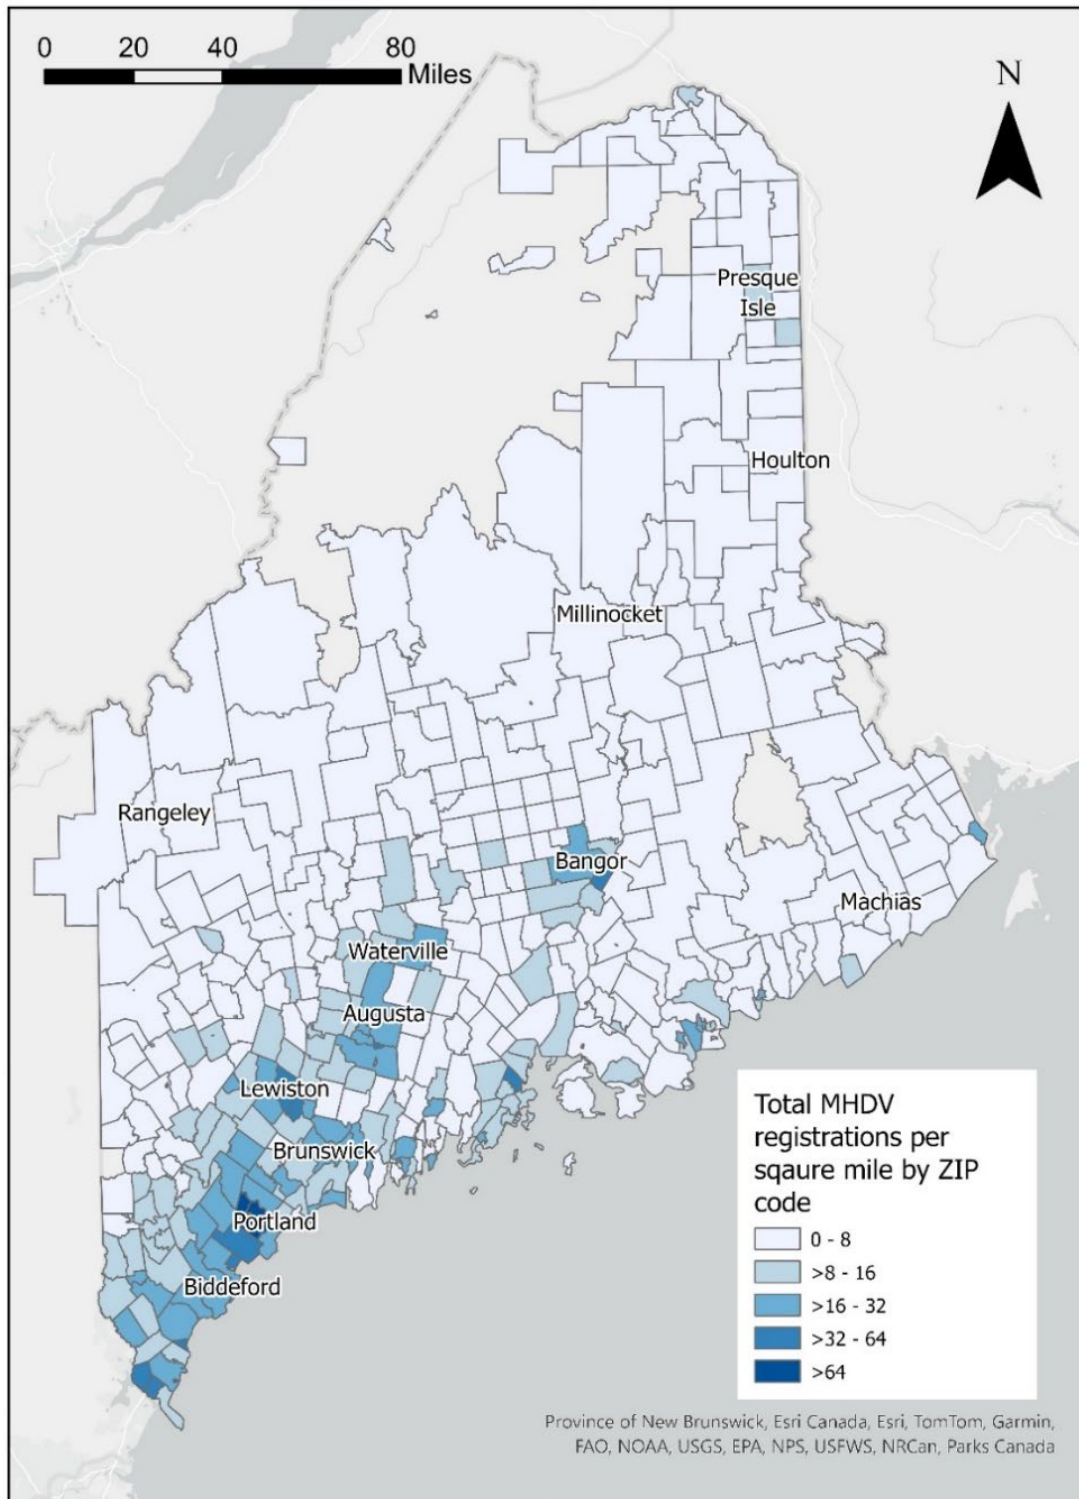 0 20 40 80
Miles
N
Presque
Isle
Houlton
Millinocket
Rangeley
Bangor
Machias
Waterville
Augusta
Lewiston
Brunswick
Portland
Biddeford
Total MHDV
registrations per
sqaure mile by ZIP
code
0 - 8
>8 - 16
>16 - 32
>32 - 64
>64
Province of New Brunswick, Esri Canada, Esri, TomTom, Garmin,
FAO, NOAA, USGS, EPA, NPS, USFWS, NRCan, Parks Canada